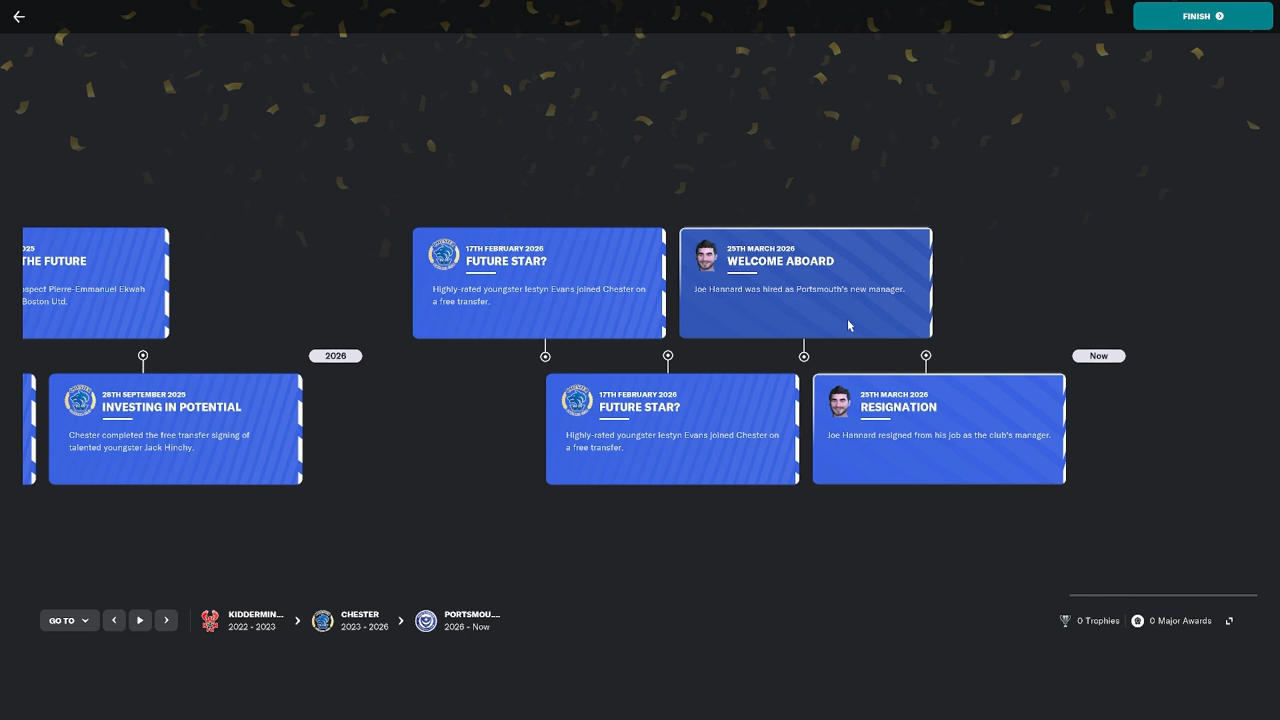 FINISH
025
THE FUTURE
spect Pierre-Emmanuel Ekwah
Boston Utd.
17TH FEBRUARY 2026
FUTURE STAR?
Highly-rated youngster Iestyn Evans joined Chester on
a free transfer.
25TH MARCH 2026
WELCOME ABOARD
Joe Hannard was hired as Portsmouth's new manager.
2026
Now
28TH SEPTEMBER 2025
INVESTING IN POTENTIAL
Chester completed the free transfer signing of
talented youngster Jack Hinchy.
17TH FEBRUARY 2026
FUTURE STAR?
Highly-rated youngster Iestyn Evans joined Chester on
a free transfer.
25TH MARCH 2026
RESIGNATION
Joe Hannard resigned from his job as the club's manager.
GO TO
KIDDERMIN...
2022 - 2023
CHESTER
2023 - 2026
PORTSMOU...
2026 - Now
0 Trophies
0 Major Awards